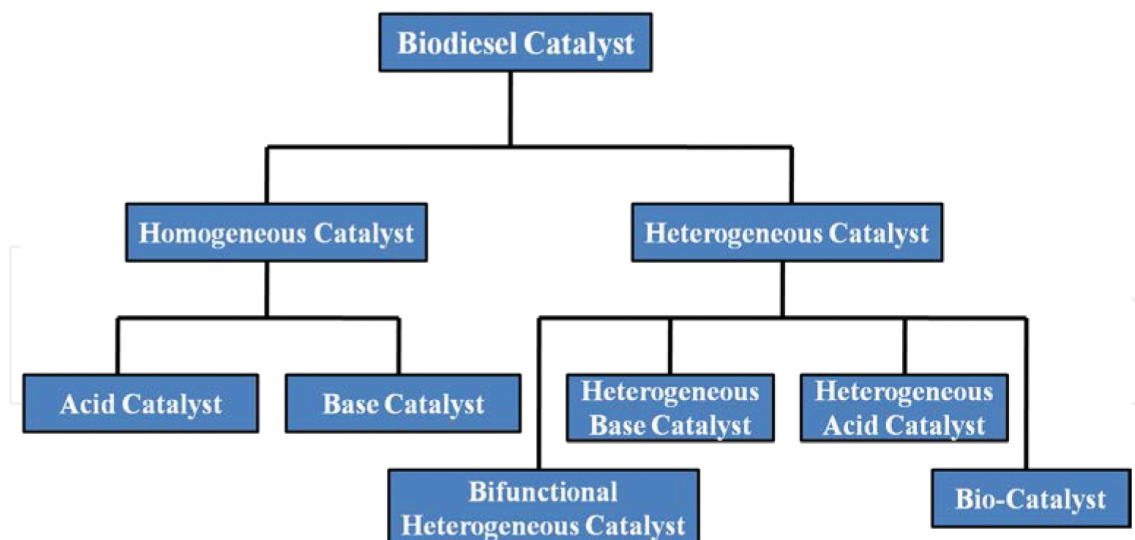 Biodiesel Catalyst
Homogeneous Catalyst
Heterogeneous Catalyst
Acid Catalyst
Base Catalyst
Heterogeneous
Base Catalyst
Heterogeneous
Acid Catalyst
Bifunctional
Heterogeneous Catalyst
Bio-Catalyst